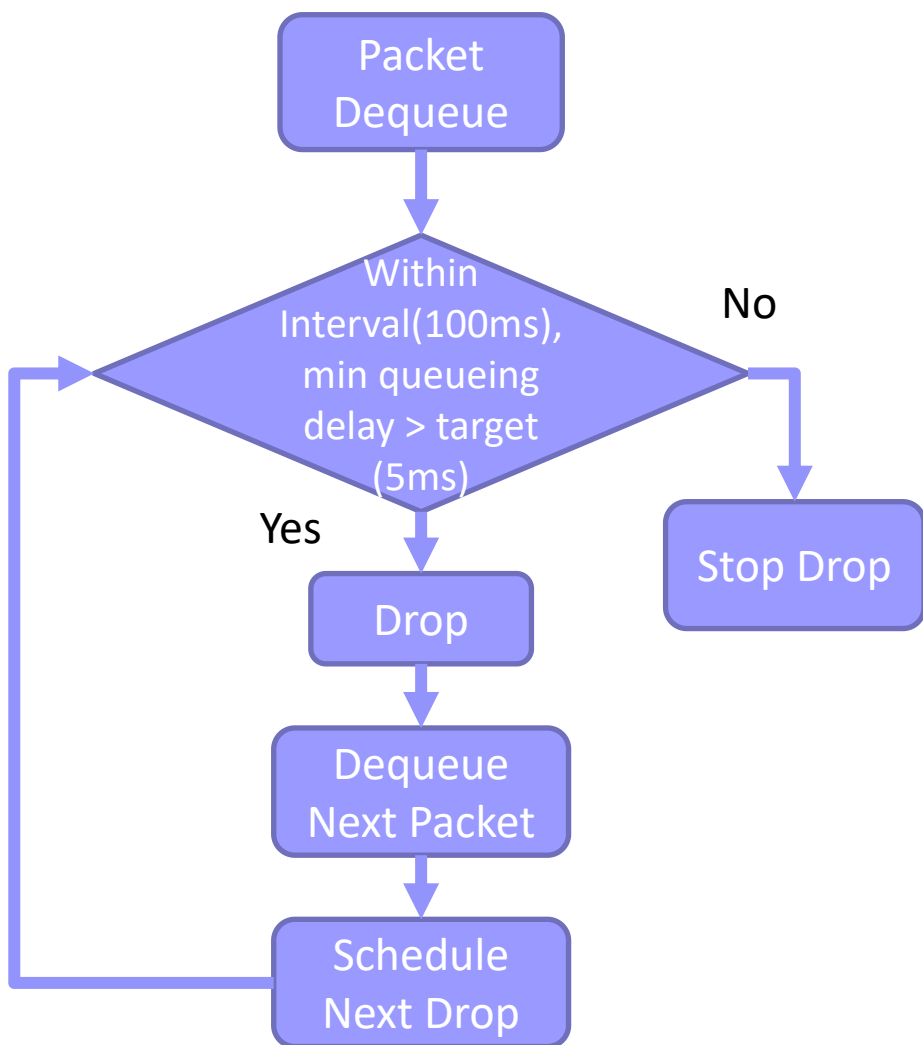 Packet
Dequeue
Within
Interval(100ms),
min queueing
delay > target
(5ms)
No
Yes
Stop Drop
Drop
Dequeue
Next Packet
Schedule
Next Drop